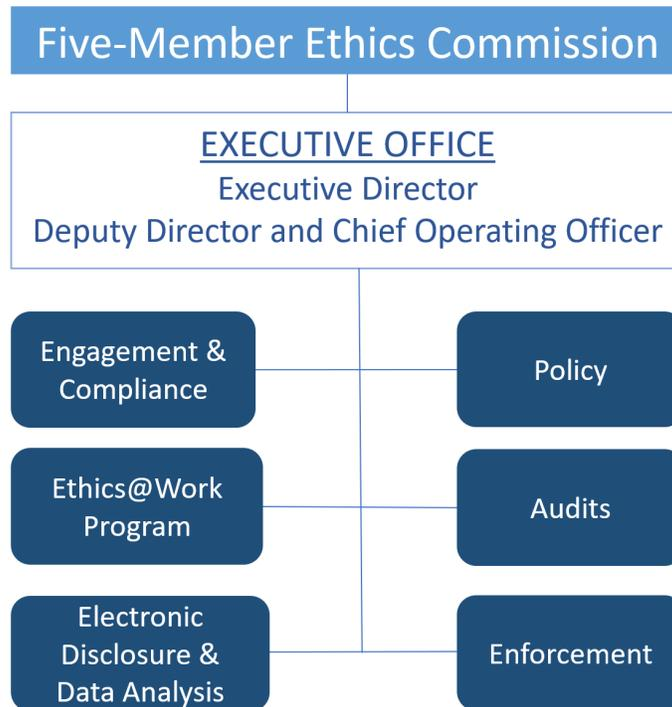 Five-Member Ethics Commission
EXECUTIVE OFFICE
Executive Director
Deputy Director and Chief Operating Officer
Engagement &
Compliance
Policy
Ethics@Work
Program
Audits
Electronic
Disclosure &
Data Analysis
Enforcement